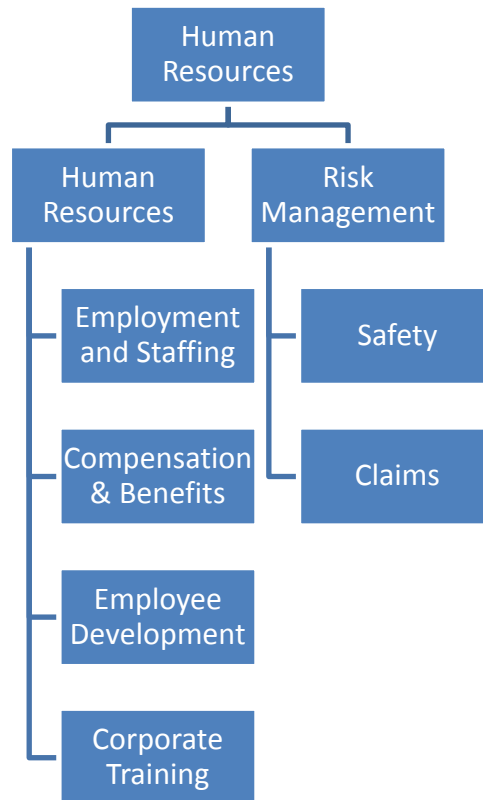 Human
Resources
Human
Resources
Risk
Management
Employment
and Staffing
Safety
Compensation
& Benefits
Claims
Employee
Development
Corporate
Training